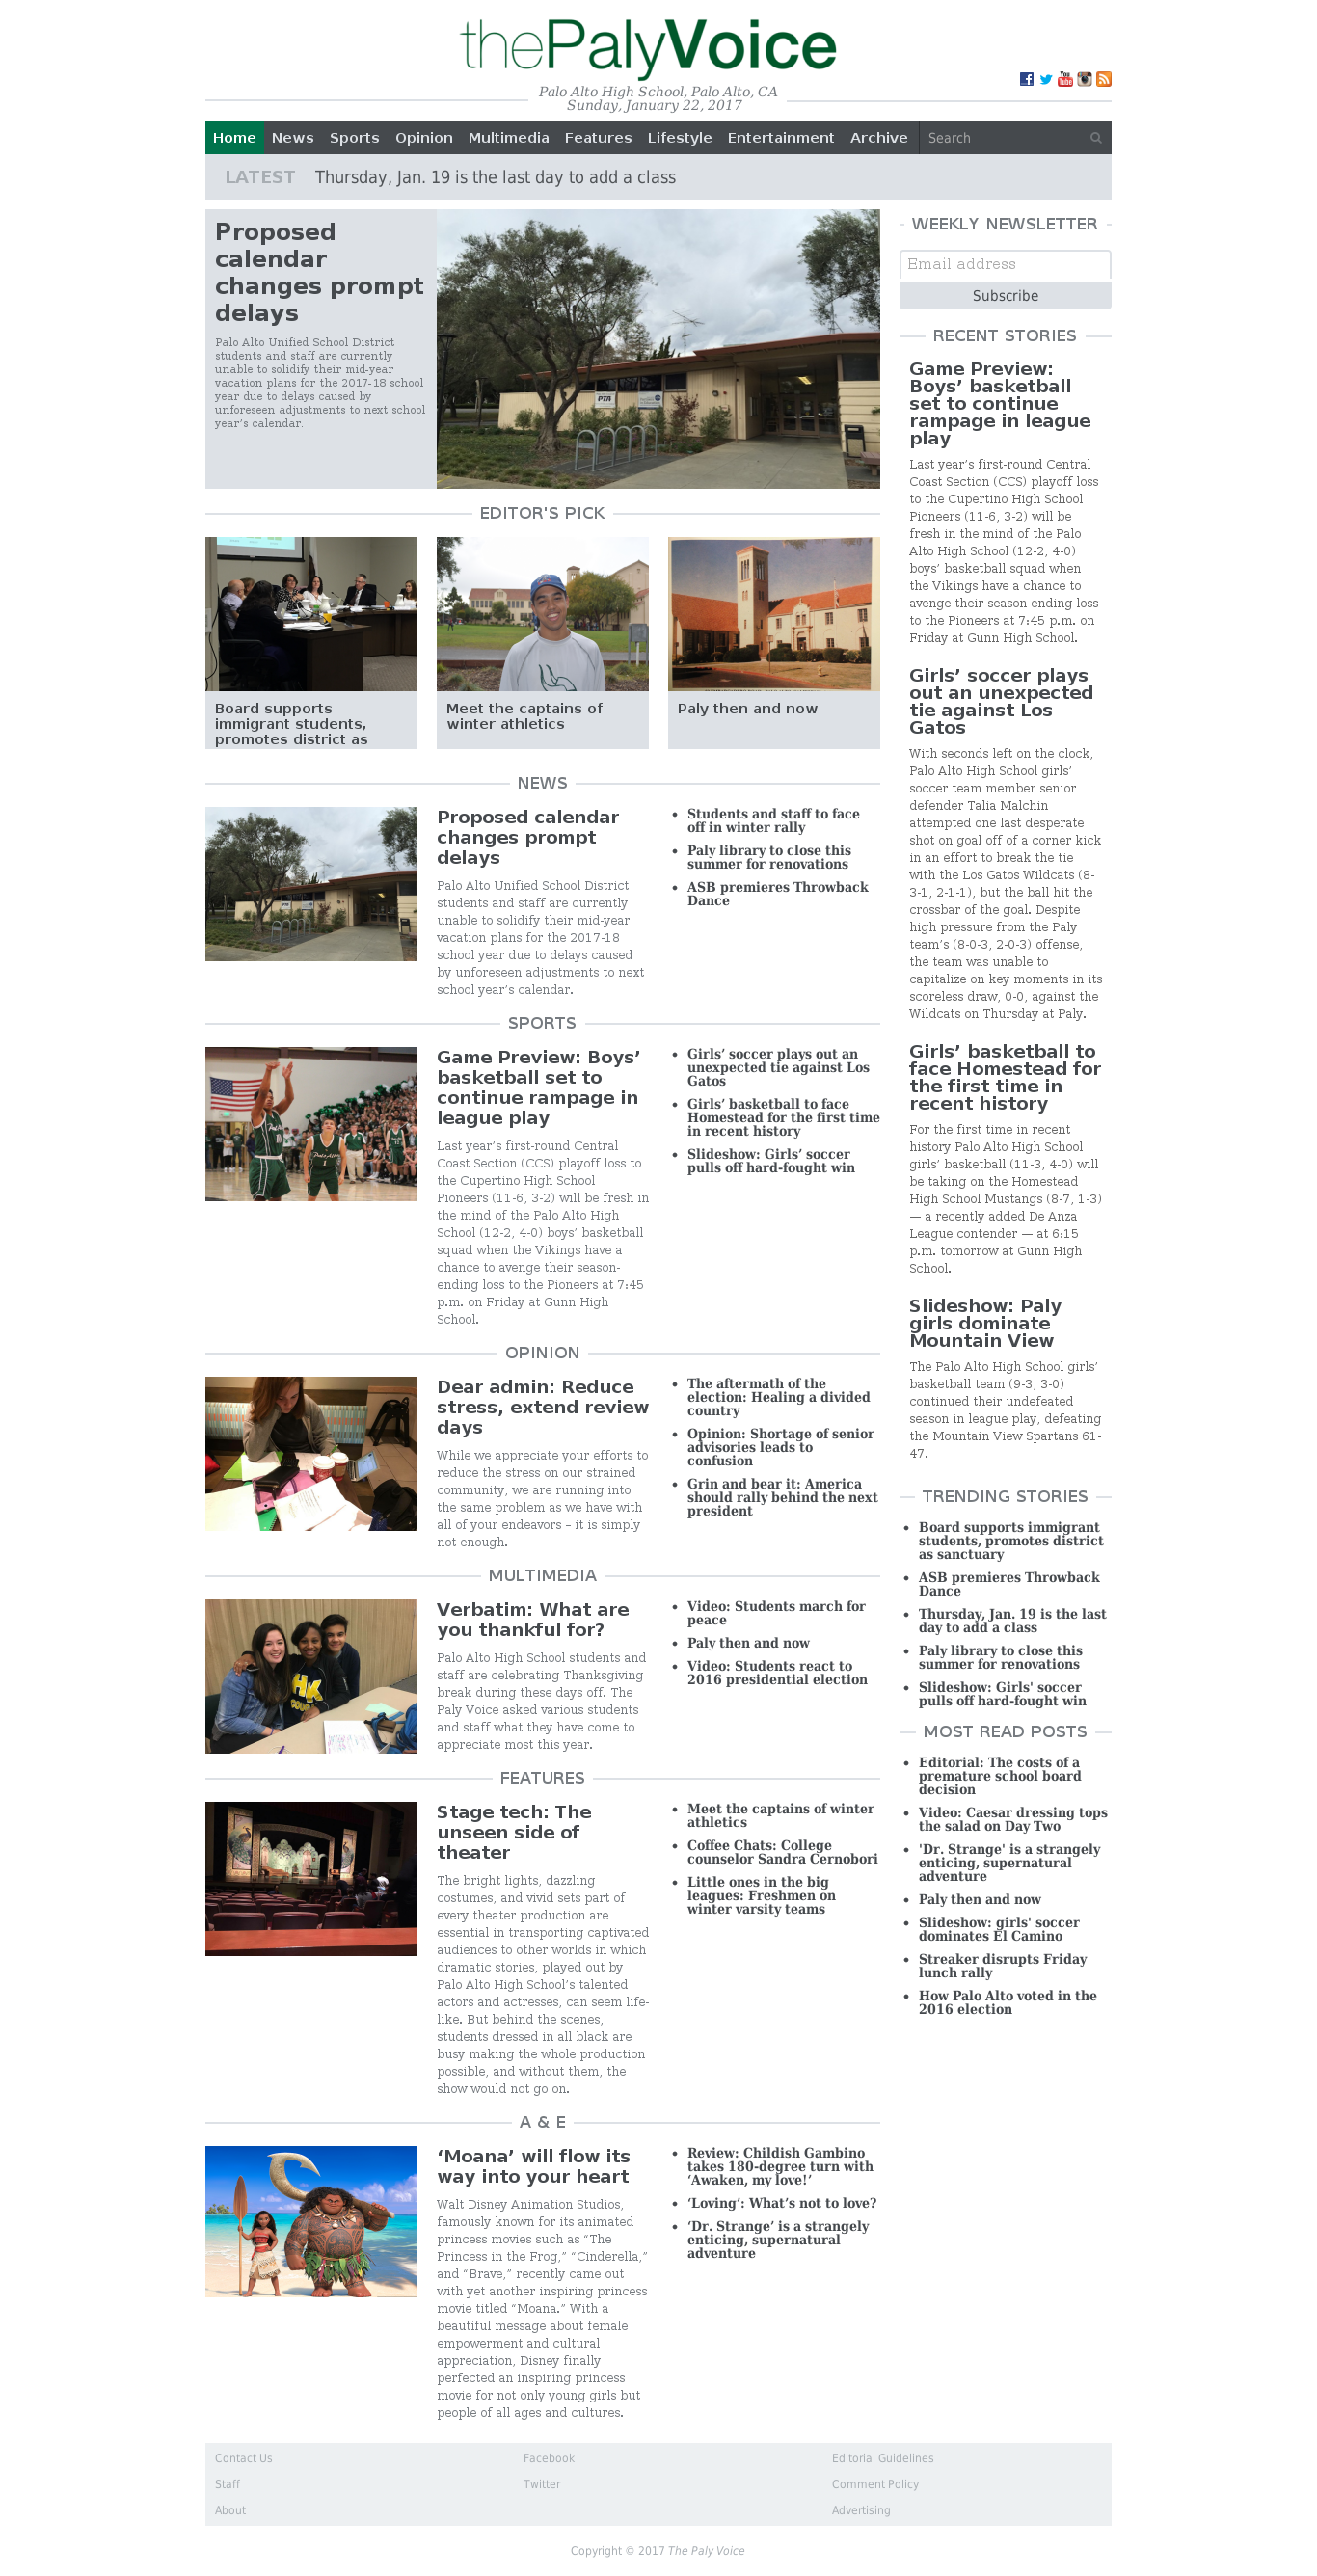 thePalyVoice
Palo Alto High School, Palo Alto, CA
Sunday, January 22, 2017
Home News Sports Opinion Multimedia Features Lifestyle Entertainment Archive Search
LATEST Thursday, Jan. 19 is the last day to add a class
Proposed
calendar
changes prompt
delays
Palo Alto Unified School District
students and staff are currently
unable to solidify their mid-year
vacation plans for the 2017-18 school
year due to delays caused by
unforeseen adjustments to next school
year’s calendar.
EDITOR'S PICK
Board supports
immigrant students,
promotes district as
Meet the captains of
winter athletics
Paly then and now
NEWS
Proposed calendar
changes prompt
delays
Palo Alto Unified School District
students and staff are currently
unable to solidify their mid-year
vacation plans for the 2017-18
school year due to delays caused
by unforeseen adjustments to next
school year’s calendar.
Students and staff to face
off in winter rally
Paly library to close this
summer for renovations
ASB premieres Throwback
Dance
SPORTS
Game Preview: Boys’
basketball set to
continue rampage in
league play
Last year’s first-round Central
Coast Section (CCS) playoff loss to
the Cupertino High School
Pioneers (11-6, 3-2) will be fresh in
the mind of the Palo Alto High
School (12-2, 4-0) boys’ basketball
squad when the Vikings have a
chance to avenge their season-
ending loss to the Pioneers at 7:45
p.m. on Friday at Gunn High
School.
Girls’ soccer plays out an
unexpected tie against Los
Gatos
Girls’ basketball to face
Homestead for the first time
in recent history
Slideshow: Girls’ soccer
pulls off hard-fought win
OPINION
Dear admin: Reduce
stress, extend review
days
While we appreciate your efforts to
reduce the stress on our strained
community, we are running into
the same problem as we have with
all of your endeavors – it is simply
not enough.
The aftermath of the
election: Healing a divided
country
Opinion: Shortage of senior
advisories leads to
confusion
Grin and bear it: America
should rally behind the next
president
MULTIMEDIA
Verbatim: What are
you thankful for?
Palo Alto High School students and
staff are celebrating Thanksgiving
break during these days off. The
Paly Voice asked various students
and staff what they have come to
appreciate most this year.
Video: Students march for
peace
Paly then and now
Video: Students react to
2016 presidential election
FEATURES
Stage tech: The
unseen side of
theater
The bright lights, dazzling
costumes, and vivid sets part of
every theater production are
essential in transporting captivated
audiences to other worlds in which
dramatic stories, played out by
Palo Alto High School’s talented
actors and actresses, can seem life-
like. But behind the scenes,
students dressed in all black are
busy making the whole production
possible, and without them, the
show would not go on.
Meet the captains of winter
athletics
Coffee Chats: College
counselor Sandra Cernobori
Little ones in the big
leagues: Freshmen on
winter varsity teams
A & E
‘Moana’ will flow its
way into your heart
Walt Disney Animation Studios,
famously known for its animated
princess movies such as “The
Princess in the Frog,” “Cinderella,”
and “Brave,” recently came out
with yet another inspiring princess
movie titled “Moana.” With a
beautiful message about female
empowerment and cultural
appreciation, Disney finally
perfected an inspiring princess
movie for not only young girls but
people of all ages and cultures.
Review: Childish Gambino
takes 180-degree turn with
‘Awaken, my love!’
‘Loving’: What’s not to love?
‘Dr. Strange’ is a strangely
enticing, supernatural
adventure
WEEKLY NEWSLETTER
Email address
Subscribe
RECENT STORIES
Game Preview:
Boys’ basketball
set to continue
rampage in league
play
Last year’s first-round Central
Coast Section (CCS) playoff loss
to the Cupertino High School
Pioneers (11-6, 3-2) will be
fresh in the mind of the Palo
Alto High School (12-2, 4-0)
boys’ basketball squad when
the Vikings have a chance to
avenge their season-ending loss
to the Pioneers at 7:45 p.m. on
Friday at Gunn High School.
Girls’ soccer plays
out an unexpected
tie against Los
Gatos
With seconds left on the clock,
Palo Alto High School girls’
soccer team member senior
defender Talia Malchin
attempted one last desperate
shot on goal off of a corner kick
in an effort to break the tie
with the Los Gatos Wildcats (8-
3-1, 2-1-1), but the ball hit the
crossbar of the goal. Despite
high pressure from the Paly
team’s (8-0-3, 2-0-3) offense,
the team was unable to
capitalize on key moments in its
scoreless draw, 0-0, against the
Wildcats on Thursday at Paly.
Girls’ basketball to
face Homestead for
the first time in
recent history
For the first time in recent
history Palo Alto High School
girls’ basketball (11-3, 4-0) will
be taking on the Homestead
High School Mustangs (8-7, 1-3)
— a recently added De Anza
League contender — at 6:15
p.m. tomorrow at Gunn High
School.
Slideshow: Paly
girls dominate
Mountain View
The Palo Alto High School girls’
basketball team (9-3, 3-0)
continued their undefeated
season in league play, defeating
the Mountain View Spartans 61-
47.
TRENDING STORIES
Board supports immigrant
students, promotes district
as sanctuary
ASB premieres Throwback
Dance
Thursday, Jan. 19 is the last
day to add a class
Paly library to close this
summer for renovations
Slideshow: Girls' soccer
pulls off hard-fought win
MOST READ POSTS
Editorial: The costs of a
premature school board
decision
Video: Caesar dressing tops
the salad on Day Two
'Dr. Strange' is a strangely
enticing, supernatural
adventure
Paly then and now
Slideshow: girls' soccer
dominates El Camino
Streaker disrupts Friday
lunch rally
How Palo Alto voted in the
2016 election
Contact Us
Staff
About
Facebook
Twitter
Editorial Guidelines
Comment Policy
Advertising
Copyright © 2017 The Paly Voice